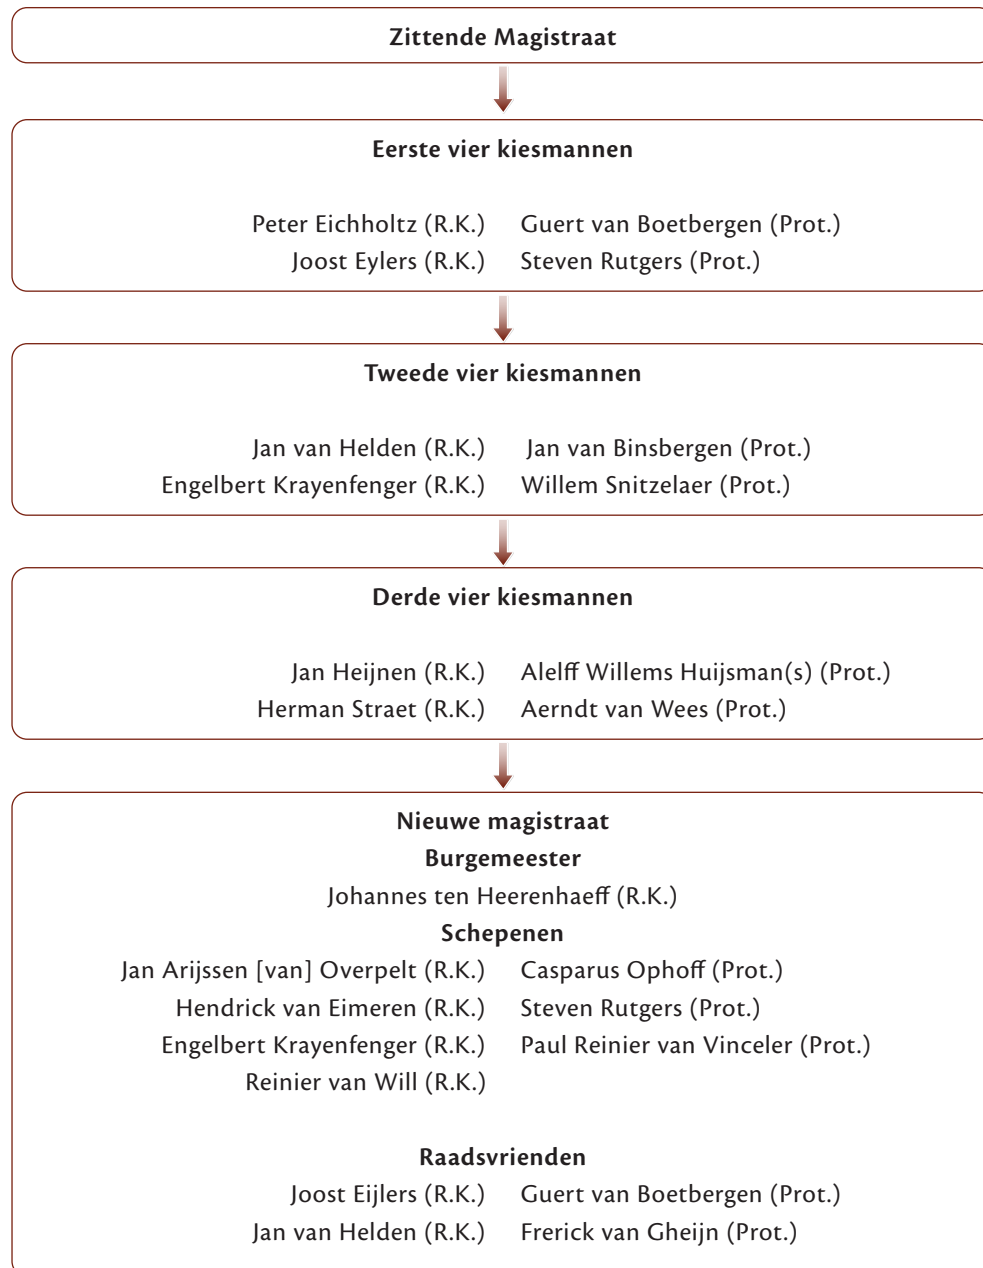 Zittende Magistraat
Eerste vier kiesmannen
Peter Eichholtz (R.K.) Guert van Boetbergen (Prot.)
Joost Eylers (R.K.) Steven Rutgers (Prot.)
Tweede vier kiesmannen
Jan van Helden (R.K.) Jan van Binsbergen (Prot.)
Engelbert Krayenfenger (R.K.) Willem Snitzelaer (Prot.)
Derde vier kiesmannen
Jan Heijnen (R.K.) Alelff Willems Huijsman(s) (Prot.)
Herman Straet (R.K.) Aerndt van Wees (Prot.)
Nieuwe magistraat
Burgemeester
Johannes ten Heerenhaeff (R.K.)
Schepenen
Jan Arijssen [van] Overpelt (R.K.) Casparus Ophoff (Prot.)
Hendrick van Eimeren (R.K.) Steven Rutgers (Prot.)
Engelbert Krayenfenger (R.K.) Paul Reinier van Vinceler (Prot.)
Reinier van Will (R.K.)
Raadsvrienden
Joost Eijlers (R.K.) Guert van Boetbergen (Prot.)
Jan van Helden (R.K.) Frerick van Gheijn (Prot.)